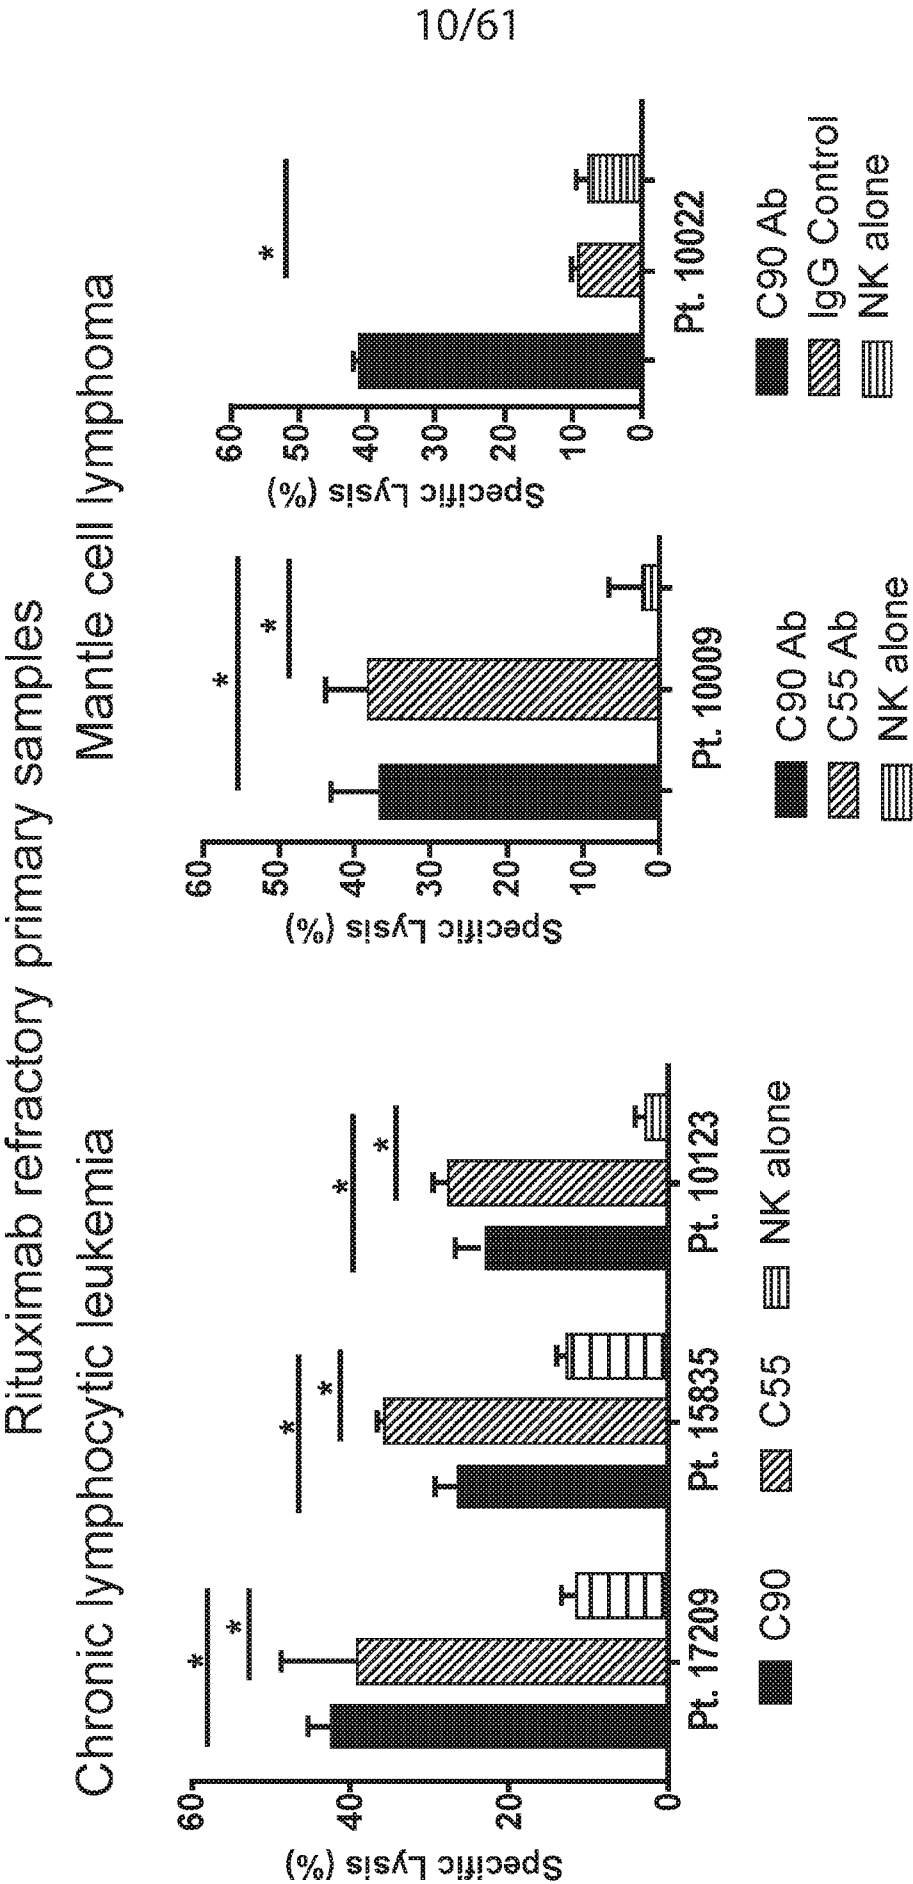 10/61
Rituximab refractory primary samples
Chronic lymphocytic leukemia
Mantle cell lymphoma
Specific Lysis (%)
60
40
20
0
*
*
*
*
*
*
Pt. 17209
Pt. 15835
Pt. 10123
C90
C55
NK alone
Specific Lysis (%)
60
50
40
30
20
10
0
*
*
Pt. 10009
C90 Ab
C55 Ab
NK alone
Specific Lysis (%)
60
50
40
30
20
10
0
*
Pt. 10022
C90 Ab
IgG Control
NK alone